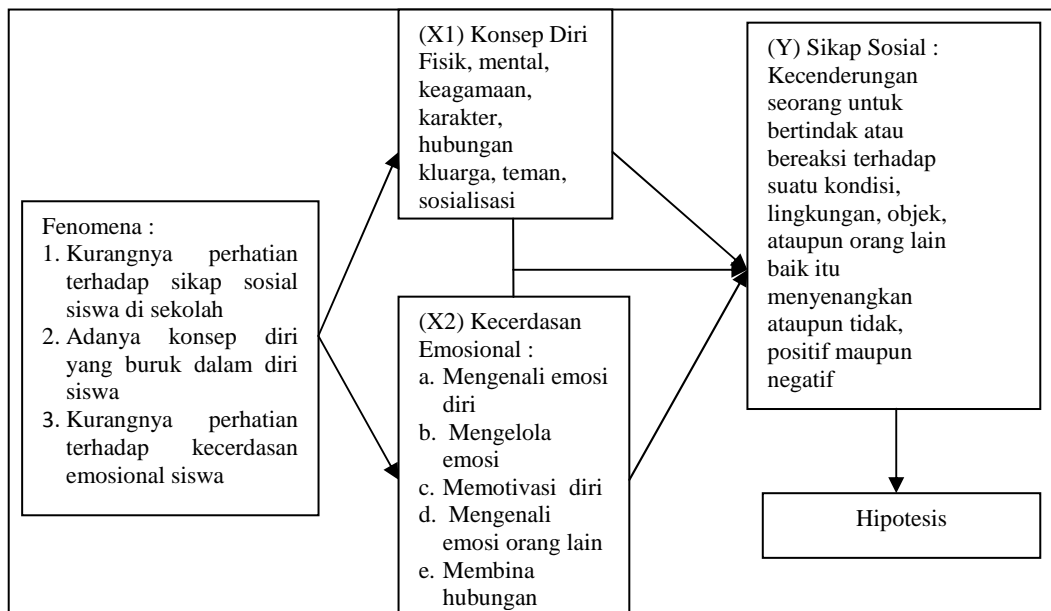 Fenomena :
1. Kurangnya perhatian
terhadap sikap sosial
siswa di sekolah
2. Adanya konsep diri
yang buruk dalam diri
siswa
3. Kurangnya perhatian
terhadap kecerdasan
emosional siswa
(X1) Konsep Diri
Fisik, mental,
keagamaan,
karakter,
hubungan
kluarga, teman,
sosialisasi
(X2) Kecerdasan
Emosional :
a. Mengenali emosi
diri
b. Mengelola
emosi
c. Memotivasi diri
d. Mengenali
emosi orang lain
e. Membina
hubungan
(Y) Sikap Sosial :
Kecenderungan
seorang untuk
bertindak atau
bereaksi terhadap
suatu kondisi,
lingkungan, objek,
ataupun orang lain
baik itu
menyenangkan
ataupun tidak,
positif maupun
negatif
Hipotesis